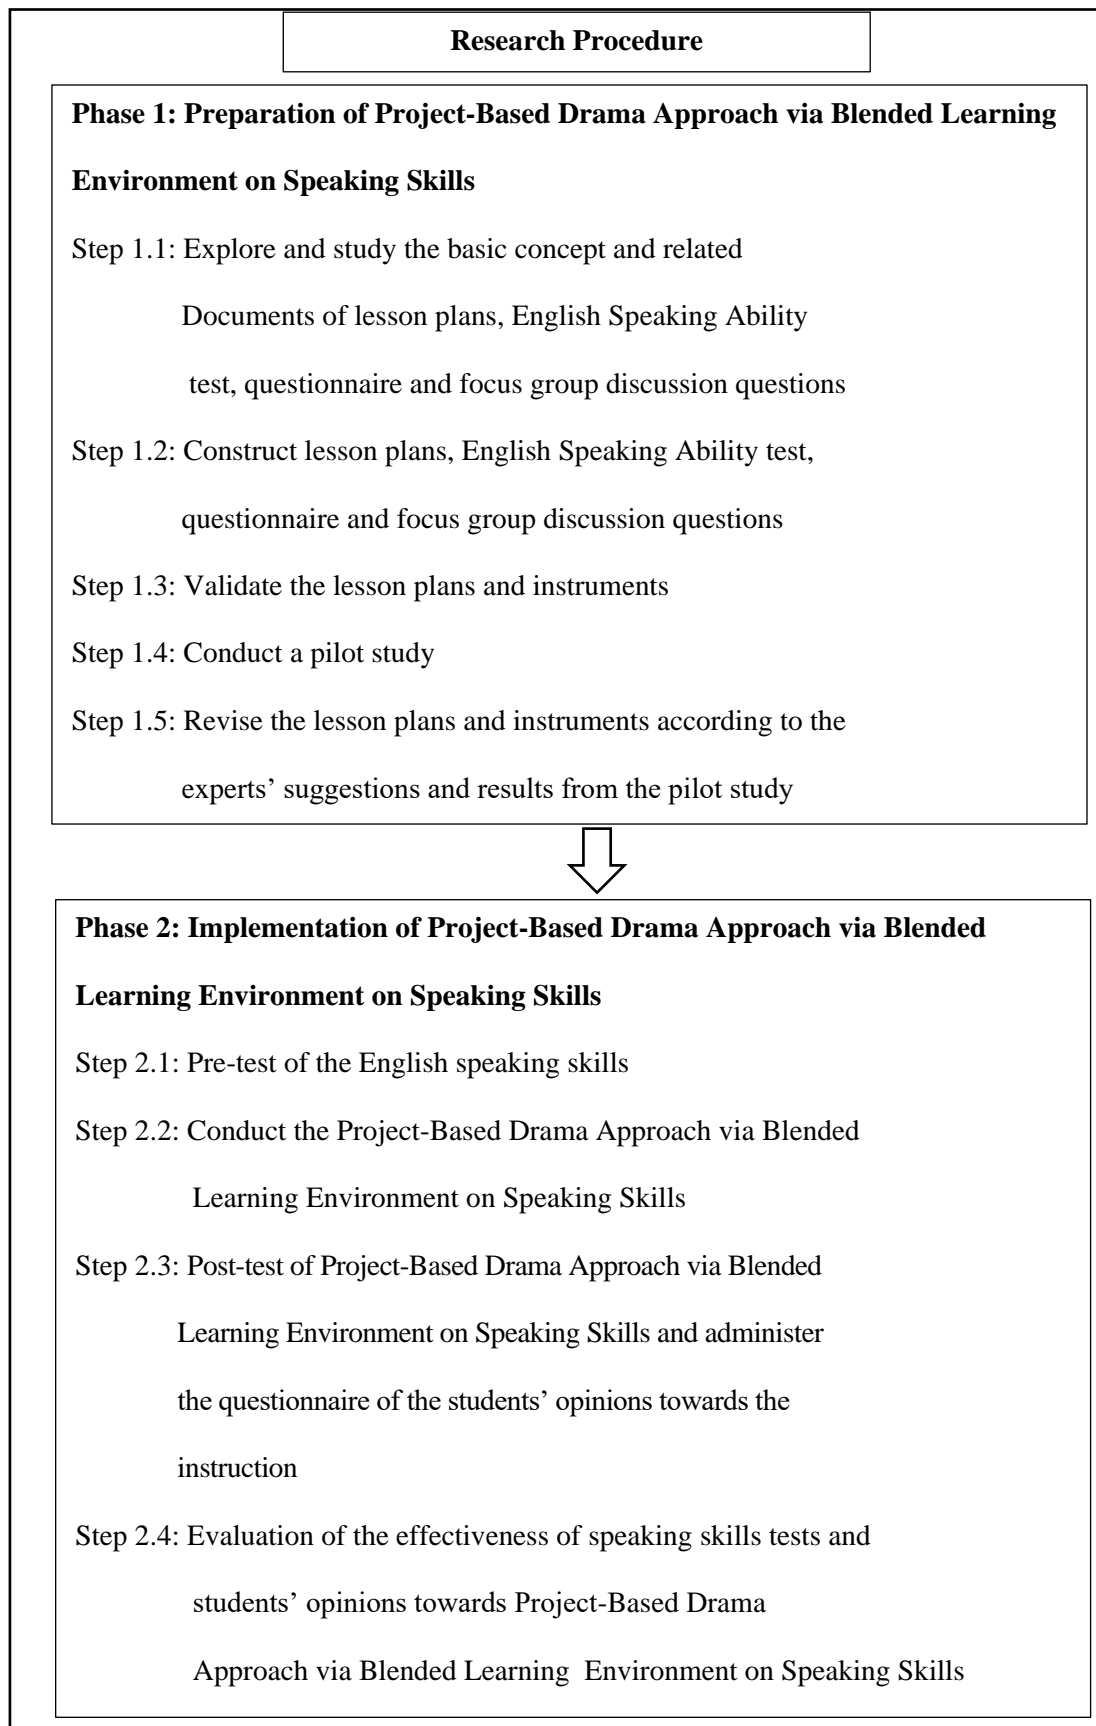 Research Procedure
Phase 1: Preparation of Project-Based Drama Approach via Blended Learning
Environment on Speaking Skills
Step 1.1: Explore and study the basic concept and related
Documents of lesson plans, English Speaking Ability
test, questionnaire and focus group discussion questions
Step 1.2: Construct lesson plans, English Speaking Ability test,
questionnaire and focus group discussion questions
Step 1.3: Validate the lesson plans and instruments
Step 1.4: Conduct a pilot study
Step 1.5: Revise the lesson plans and instruments according to the
experts’ suggestions and results from the pilot study
Phase 2: Implementation of Project-Based Drama Approach via Blended
Learning Environment on Speaking Skills
Step 2.1: Pre-test of the English speaking skills
Step 2.2: Conduct the Project-Based Drama Approach via Blended
Learning Environment on Speaking Skills
Step 2.3: Post-test of Project-Based Drama Approach via Blended
Learning Environment on Speaking Skills and administer
the questionnaire of the students’ opinions towards the
instruction
Step 2.4: Evaluation of the effectiveness of speaking skills tests and
students’ opinions towards Project-Based Drama
Approach via Blended Learning Environment on Speaking Skills